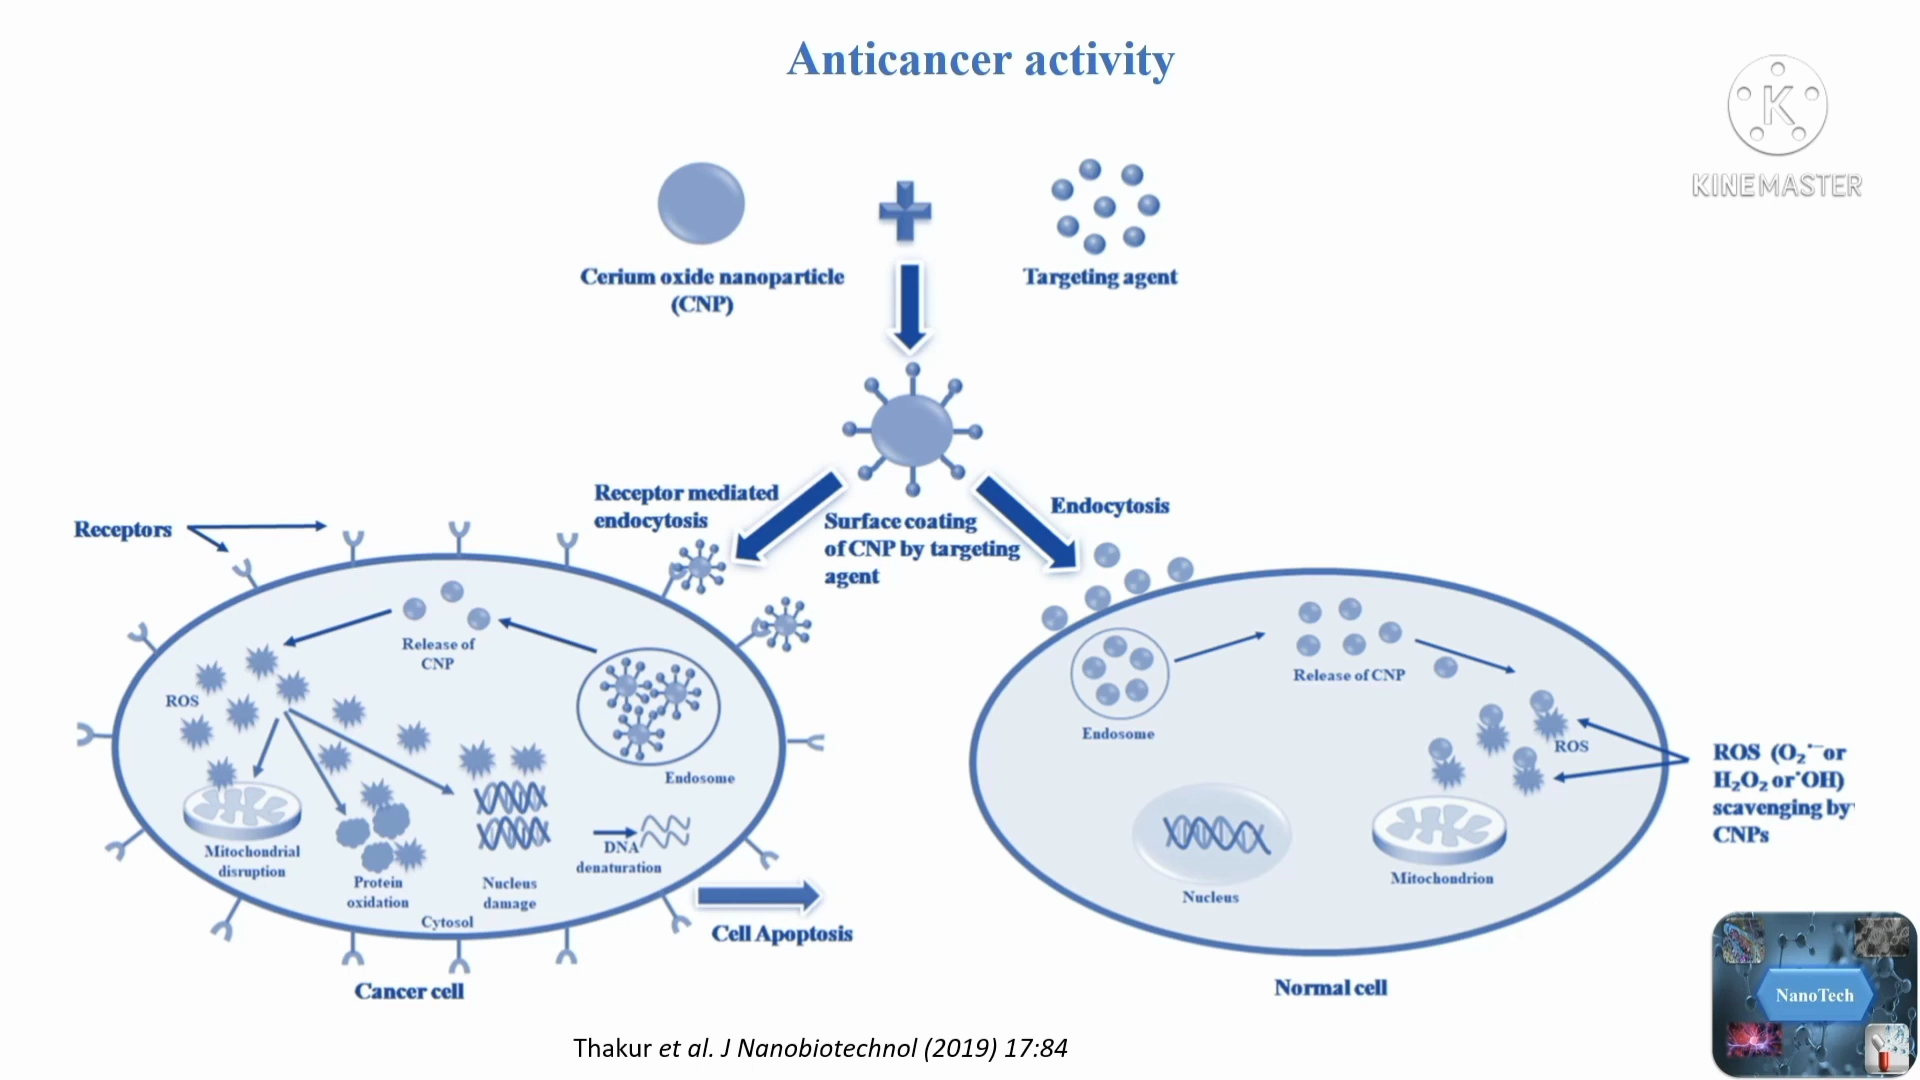 Anticancer activity
K
KINEMASTER
Cerium oxide nanoparticle
(CNP)
Targeting agent
Receptor mediated
endocytosis
Surface coating
of CNP by targeting
agent
Endocytosis
Receptors
Release of
CNP
ROS
Endosome
Mitochondrial
disruption
Protein
oxidation
Nucleus
damage
DNA
denaturation
Cytosol
Cell Apoptosis
Cancer cell
Endosome
Release of CNP
ROS
Nucleus
Mitochondrion
ROS (O₂˙⁻or
H₂O₂ or˙OH)
scavenging by
CNPs
Normal cell
NanoTech
Thakur et al. J Nanobiotechnol (2019) 17:84